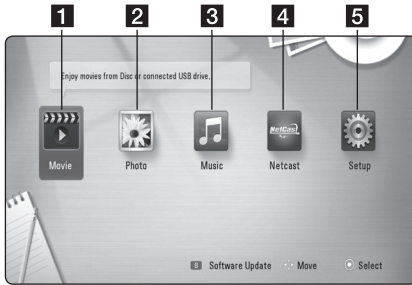 1 2 3 4 5
Enjoy movies from Disc or connected USB drive.
NetCast
Movie Photo Music Netcast Setup
Software Update Move Select